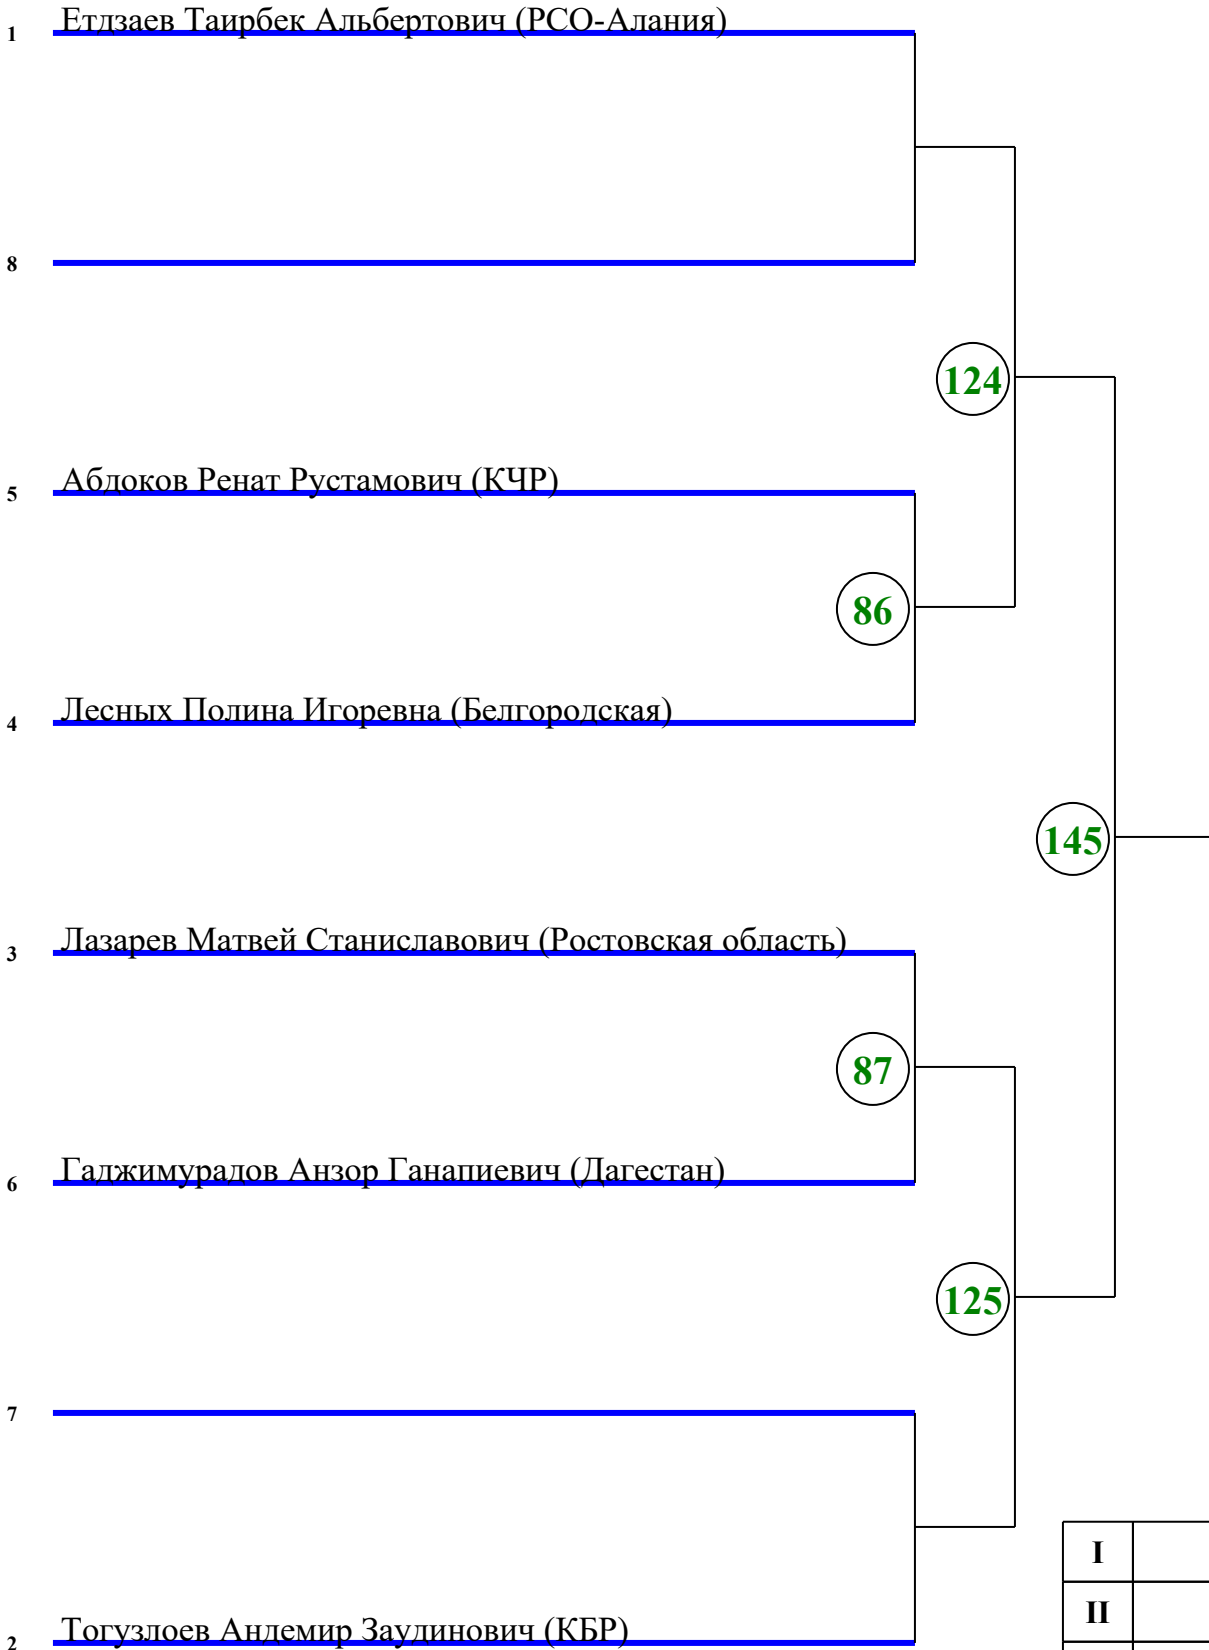 1 Етдзаев Таирбек Альбертович (РСО-Алания)
8
124
5 Абдоков Ренат Рустамович (КЧР)
86
4 Лесных Полина Игоревна (Белгородская)
145
3 Лазарев Матвей Станиславович (Ростовская область)
87
6 Гаджимурадов Анзор Ганапиевич (Дагестан)
125
7
I
II
2 Тогузлоев Андемир Заудинович (КБР)